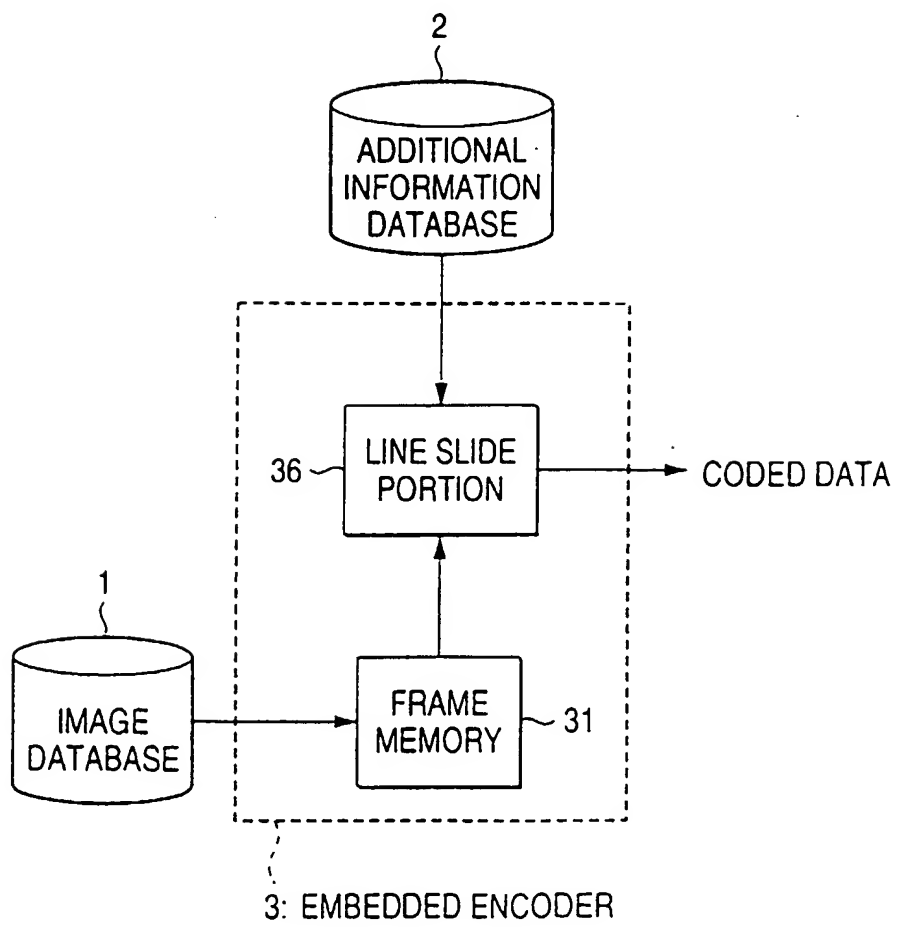 2
ADDITIONAL
INFORMATION
DATABASE
36
LINE SLIDE
PORTION
CODED DATA
1
IMAGE
DATABASE
FRAME
MEMORY
31
3: EMBEDDED ENCODER